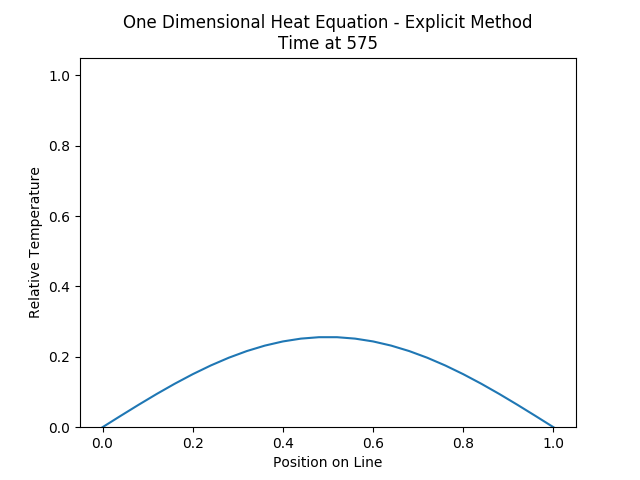 One Dimensional Heat Equation - Explicit Method
Time at 575
1.0
0.8
0.6
0.4
0.2
0.0
Relative Temperature
0.0 0.2 0.4 0.6 0.8 1.0
Position on Line